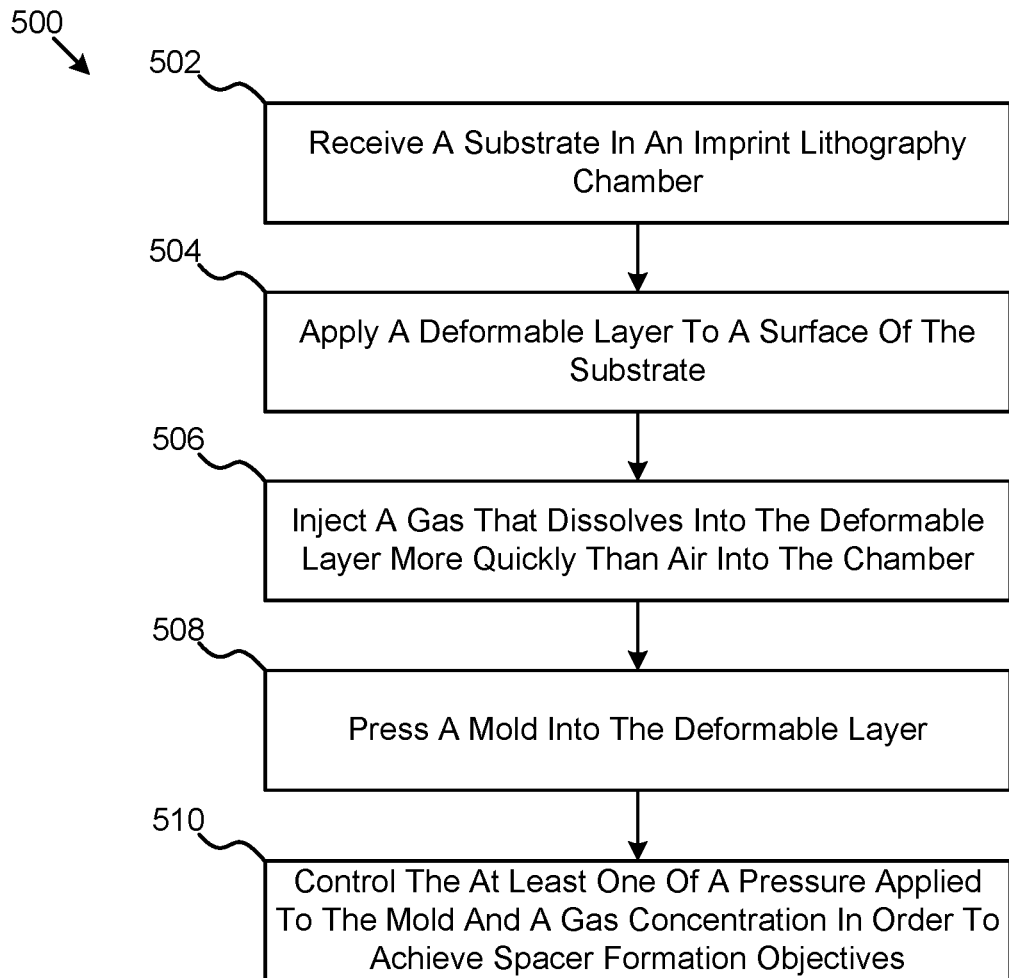 500
502
Receive A Substrate In An Imprint Lithography
Chamber
504
Apply A Deformable Layer To A Surface Of The
Substrate
506
Inject A Gas That Dissolves Into The Deformable
Layer More Quickly Than Air Into The Chamber
508
Press A Mold Into The Deformable Layer
510
Control The At Least One Of A Pressure Applied
To The Mold And A Gas Concentration In Order To
Achieve Spacer Formation Objectives